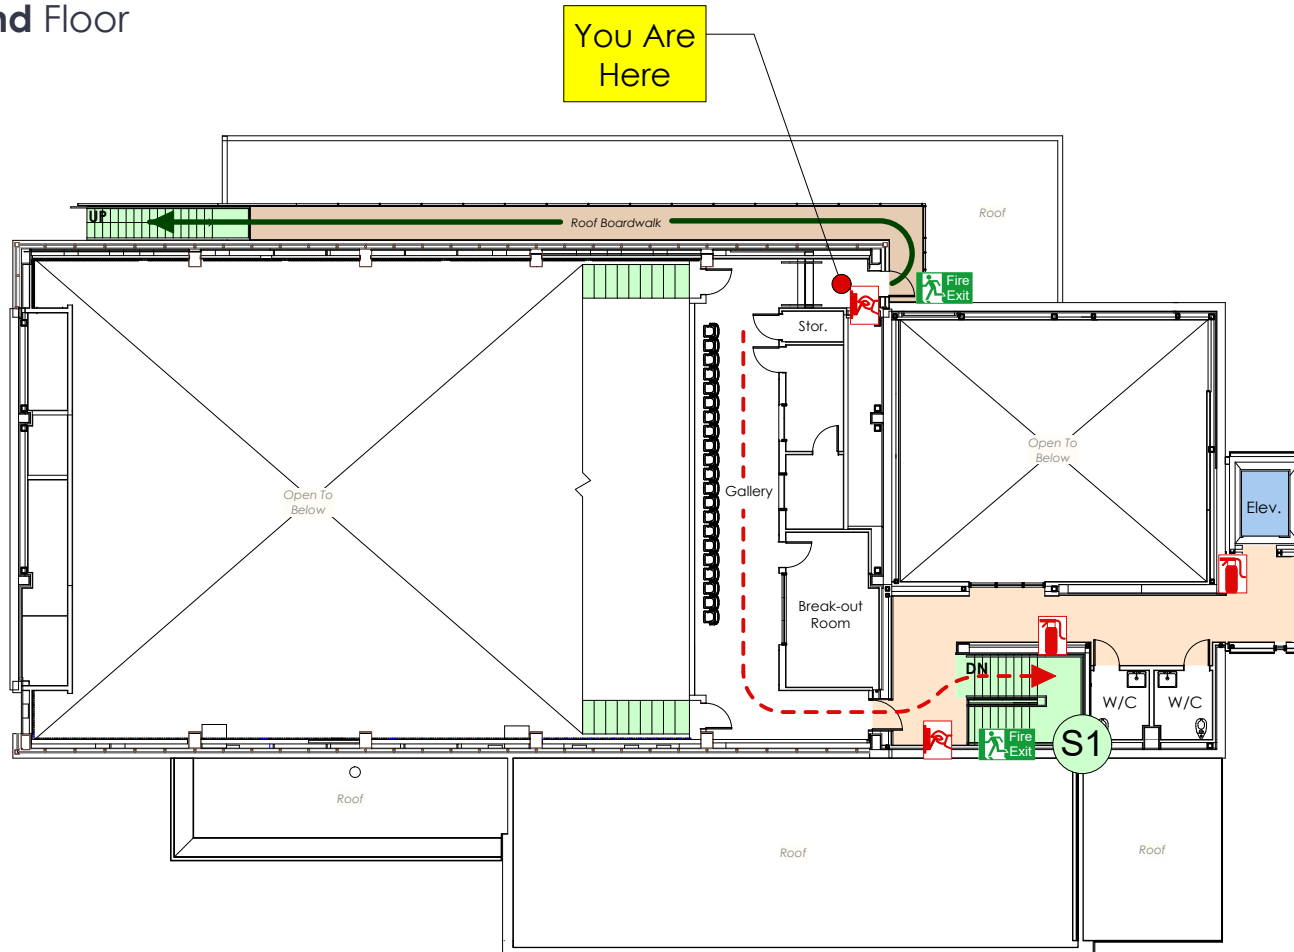 nd Floor
You Are
Here
UP
Roof Boardwalk
Roof
Fire
Exit
Stor.
Open To
Below
Gallery
Open To
Below
Elev.
Break-out
Room
DN
W/C
W/C
Fire
Exit
S1
Roof
Roof
Roof